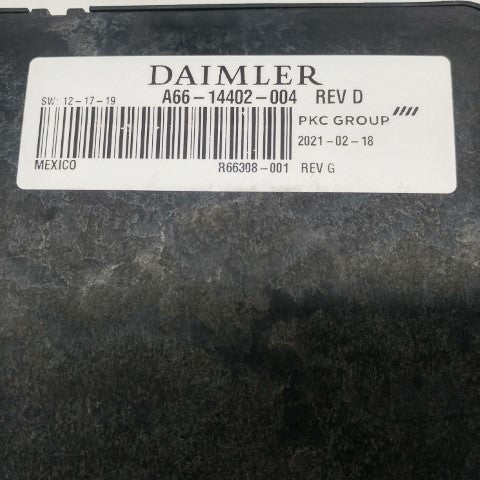 DAIMLER
SW: 12-17-19 A66-14402-004 REV D
PKC GROUP
2021-02-18
MEXICO R66308-001 REV G